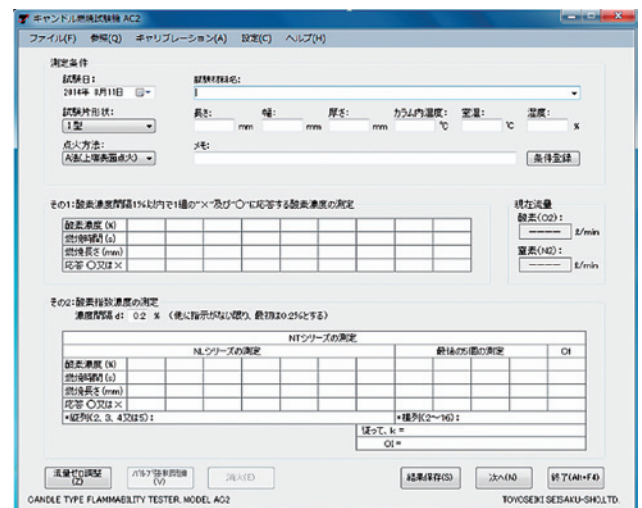 キャンドル燃焼試験機 AC2
ファイル(F) 参照(Q) キャリブレーション(A) 設定(C) ヘルプ(H)
測定条件
試験日: 試験材料名:
2014年 8月11日 1
試験片形状: 長さ: 幅: 厚さ: カラム内温度: 室温: 湿度:
1型 mm mm mm ℃ ℃ %
点火方法: メモ:
A法(上端表面点火) 条件登録
その1:酸素濃度間隔1%以内で1組の"×"及び"○"に応答する酸素濃度の測定 現在流量
酸素(O2):
酸素濃度 (%) ---- ℓ/min
燃焼時間 (s)
燃焼長さ (mm) 窒素(N2):
応答 ○又は× ---- ℓ/min
その2:酸素指数濃度の測定
濃度間隔 d: 0.2 % (他に指示がない限り、最初は0.2%とする)
NTシリーズの測定
NLシリーズの測定 最後の5個の測定 Of
酸素濃度 (%)
燃焼時間 (s)
燃焼長さ (mm)
応答 ○又は×
*縦列(2、3、4又は5): *横列(2~16):
従って、k =
OI =
流量ゼロ調整(Z) (V) 消火(E) 結果保存(S) 次へ(N) 終了(Alt+F4)
CANDLE TYPE FLAMMABILITY TESTER. MODEL AC2 TOYOSEIKI SEISAKU-SHO,LTD.